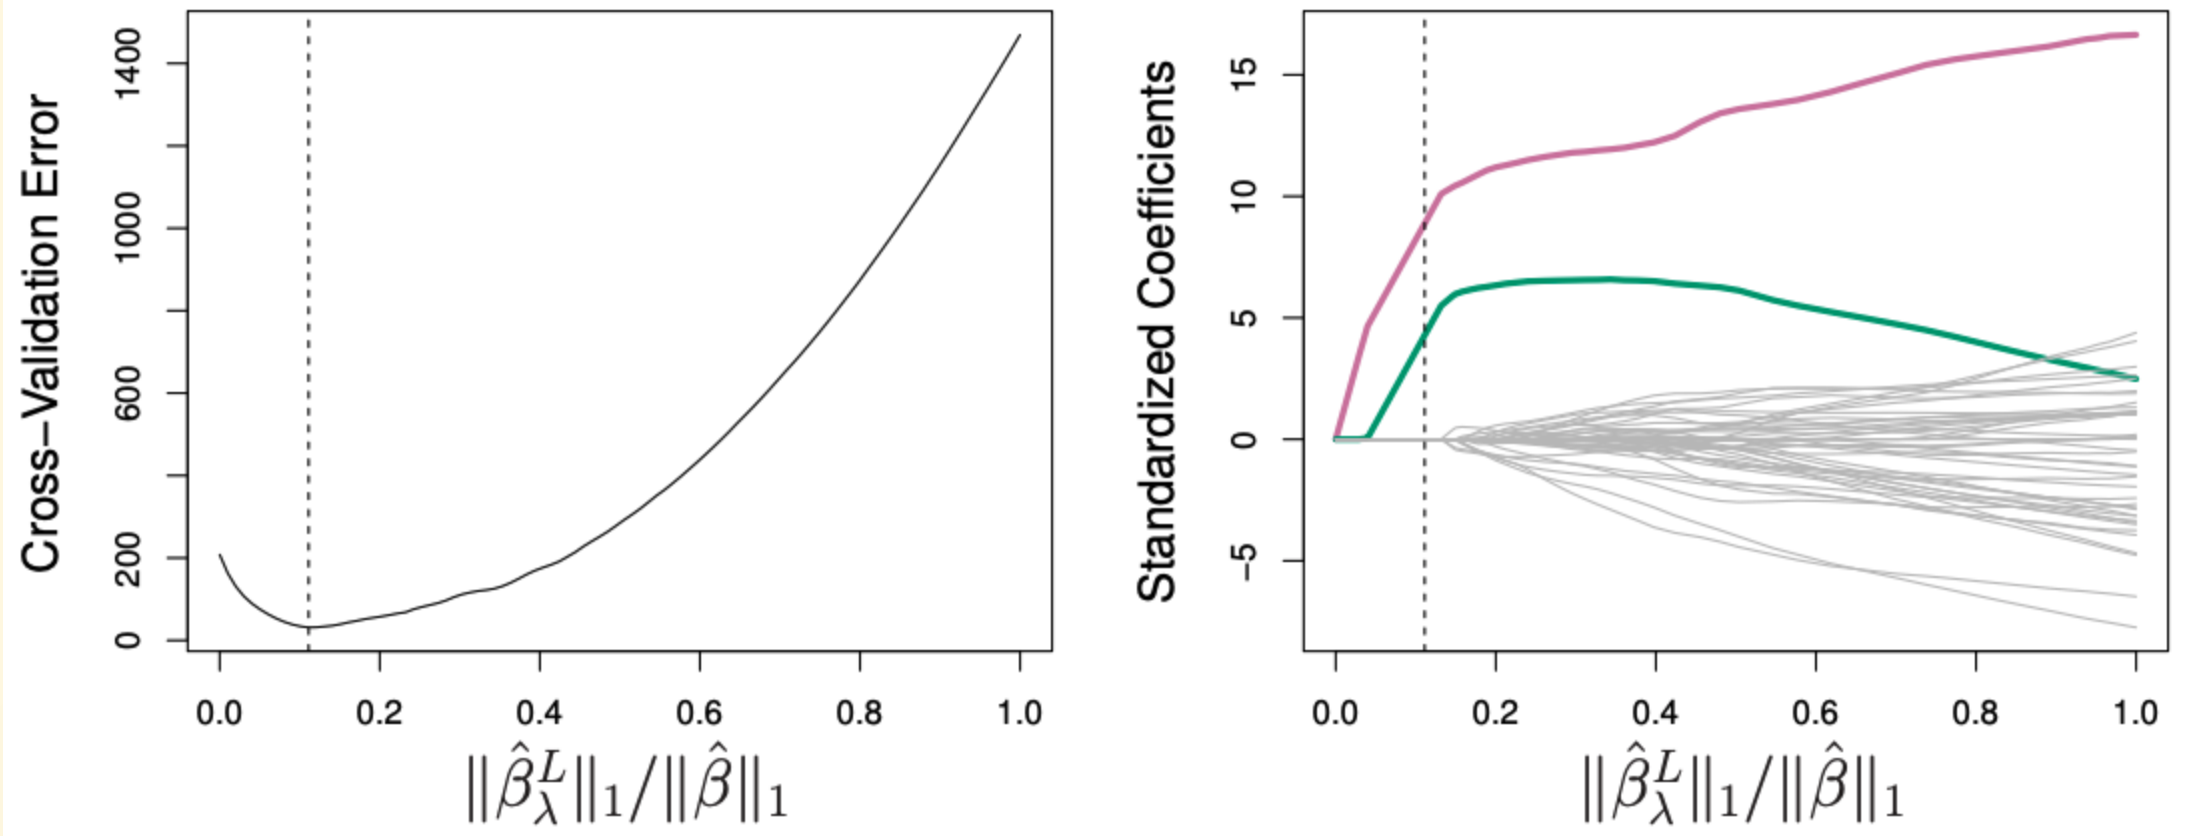 Cross−Validation Error
1400
1000
600
200
0
0.0 0.2 0.4 0.6 0.8 1.0
‖β̂^L_λ‖₁/‖β̂‖₁
Standardized Coefficients
15
10
5
0
−5
0.0 0.2 0.4 0.6 0.8 1.0
‖β̂^L_λ‖₁/‖β̂‖₁